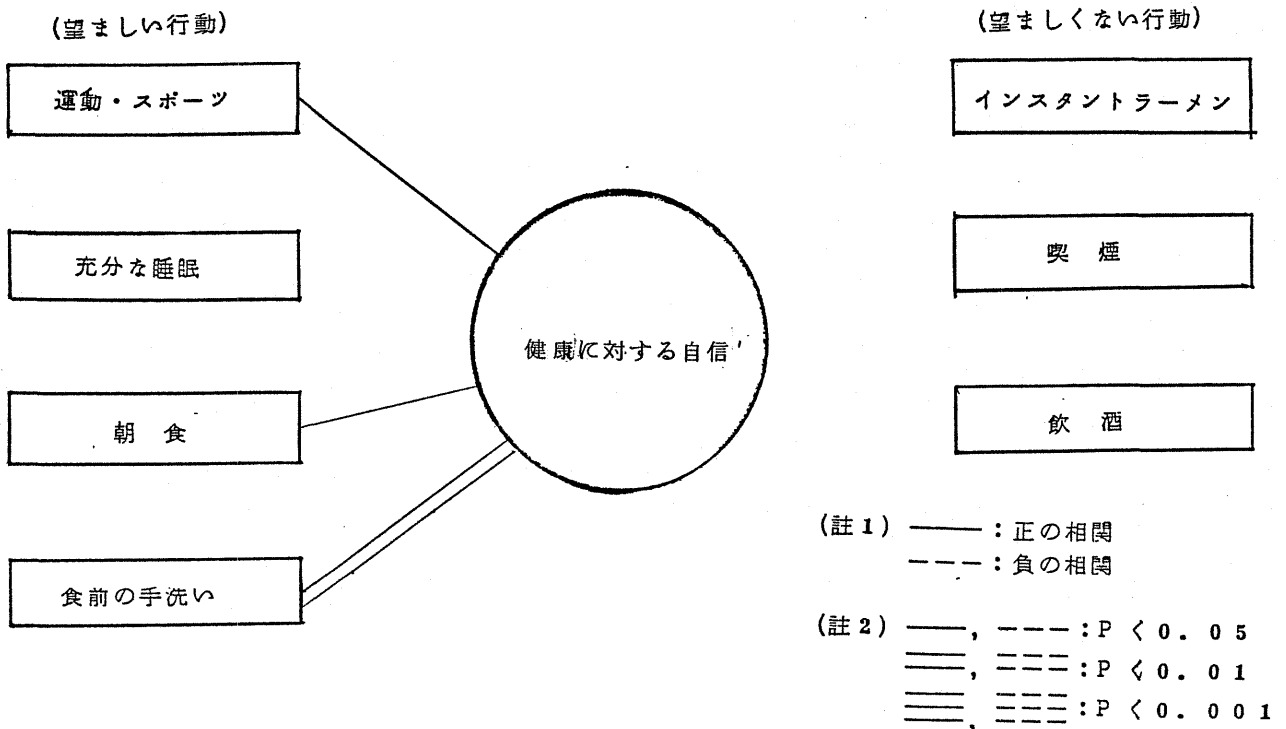 (望ましい行動)
運動・スポーツ
充分な睡眠
朝 食
食前の手洗い
健康に対する自信
(望ましくない行動)
インスタントラーメン
喫 煙
飲 酒
(註1) ――― : 正の相関
--- : 負の相関
(註2) ――, --- : P < 0. 05
――, --- : P < 0. 01
――, --- : P < 0. 001